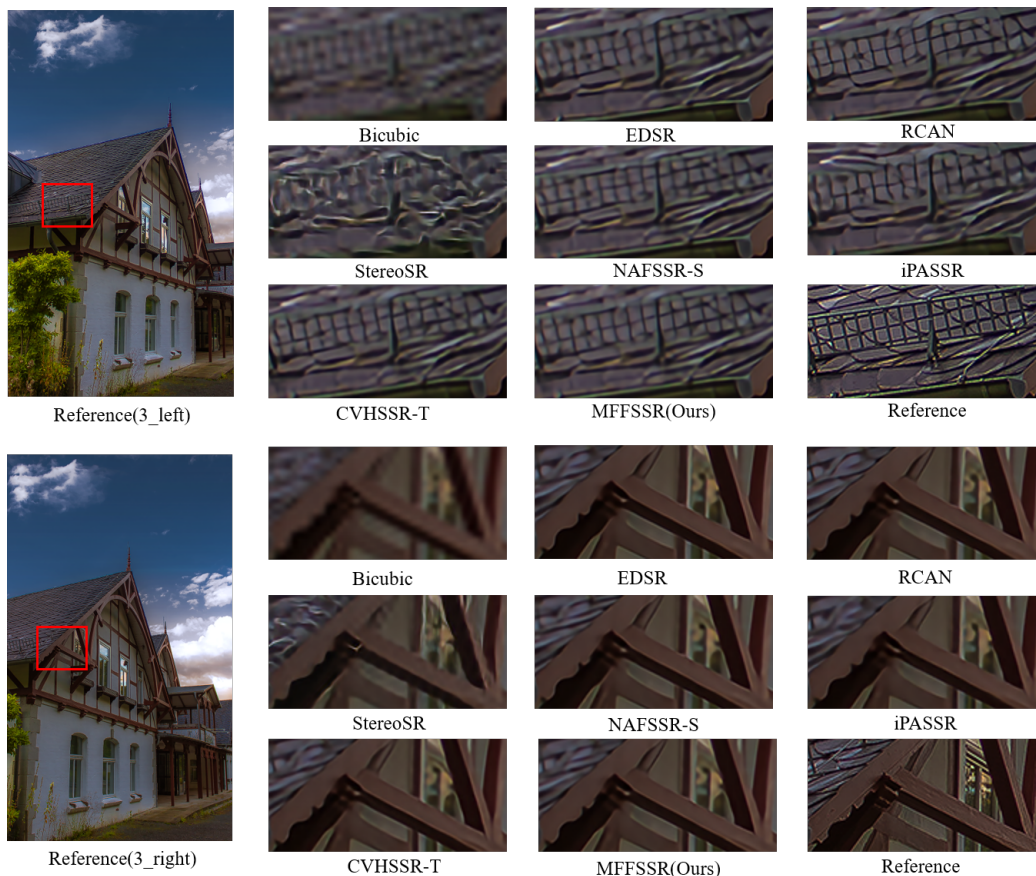 Bicubic
EDSR
RCAN
StereoSR
NAFSSR-S
iPASSR
CVHSSR-T
MFFSSR(Ours)
Reference
Reference(3_left)
Bicubic
EDSR
RCAN
StereoSR
NAFSSR-S
iPASSR
CVHSSR-T
MFFSSR(Ours)
Reference
Reference(3_right)